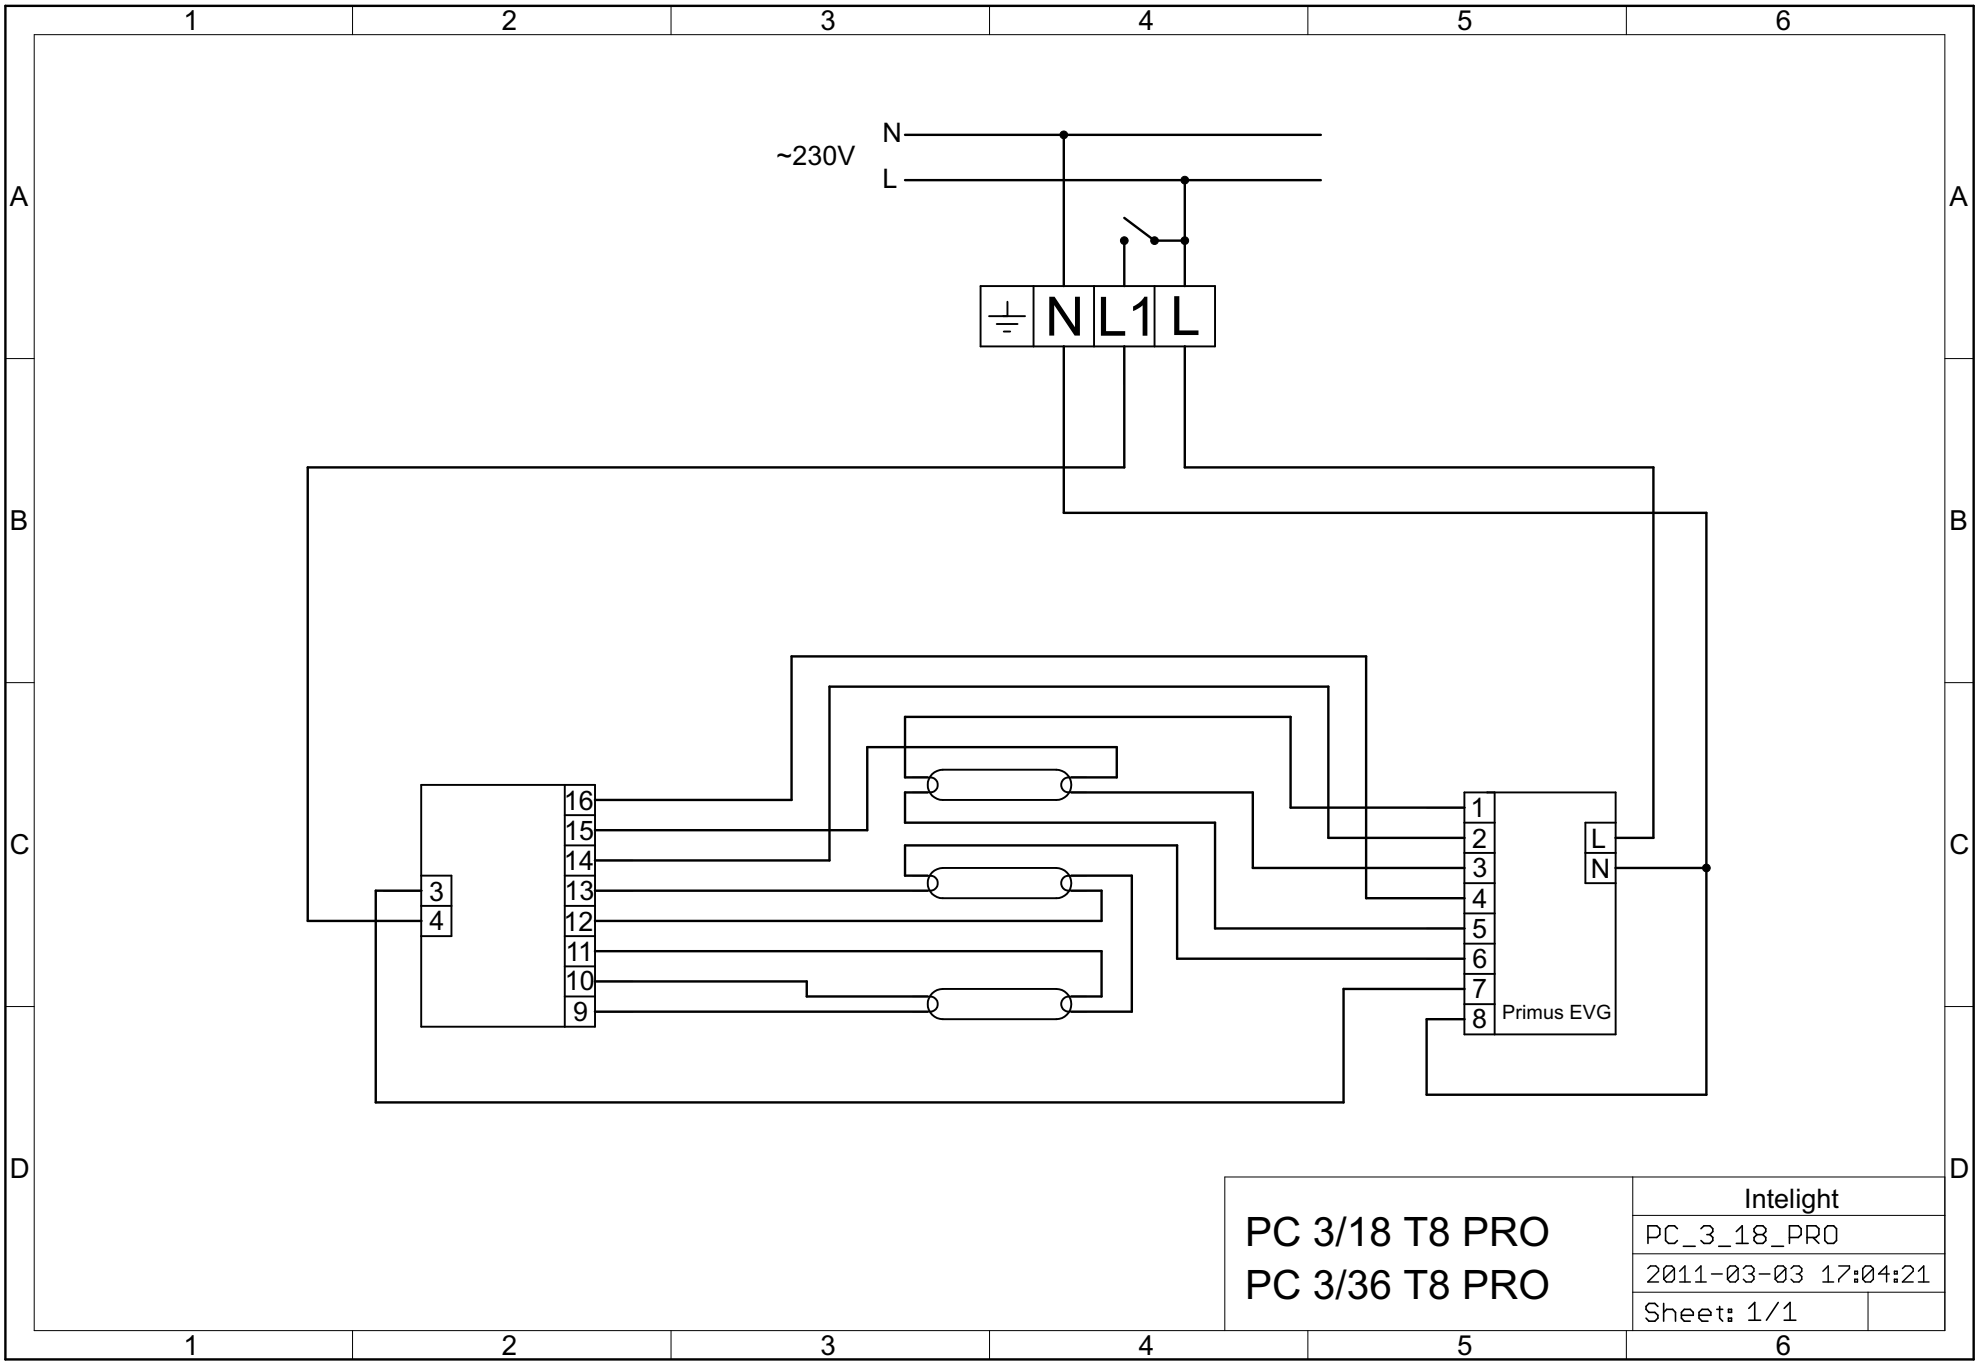 1 2 3 4 5 6
N
~230V
L
A A
N L1 L
B B
16
15
14
13
12
11
10
9
3
4
C C
1
2
3
4
5
6
7
8
L
N
Primus EVG
D D
PC 3/18 T8 PRO
PC 3/36 T8 PRO
Intelight
PC_3_18_PRO
2011-03-03 17:04:21
Sheet: 1/1
1 2 3 4 5 6